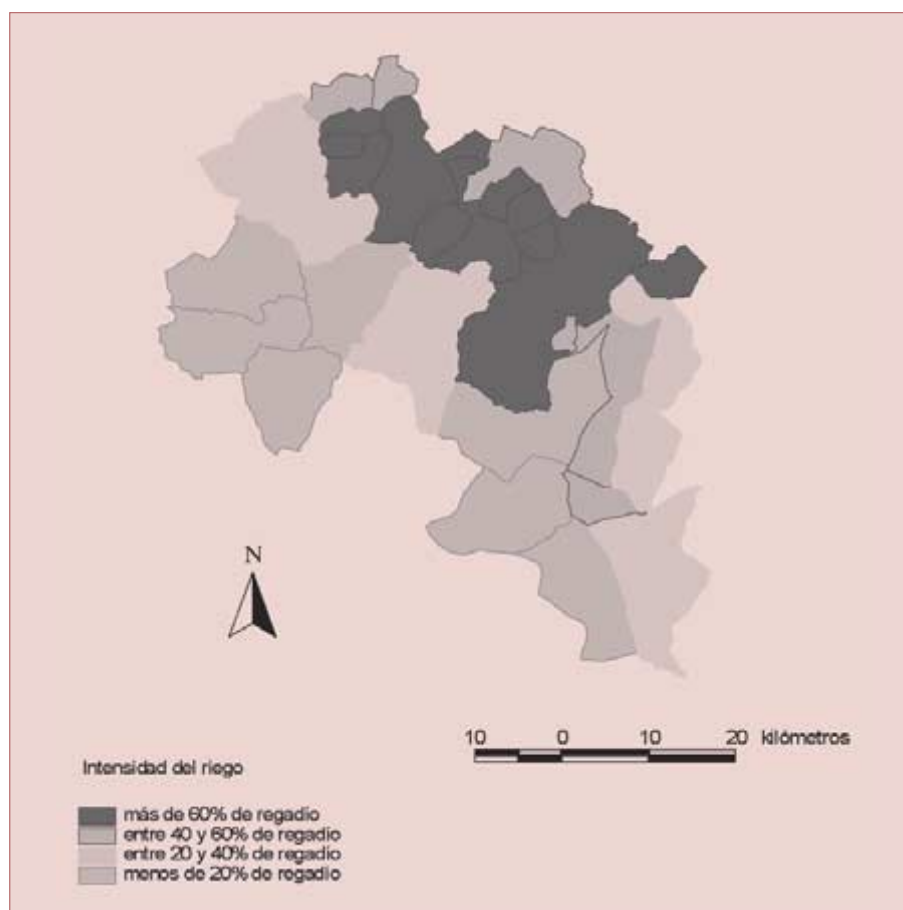 N
10 0 10 20 kilómetros
Intensidad del riego
más de 60% de regadío
entre 40 y 60% de regadío
entre 20 y 40% de regadío
menos de 20% de regadío